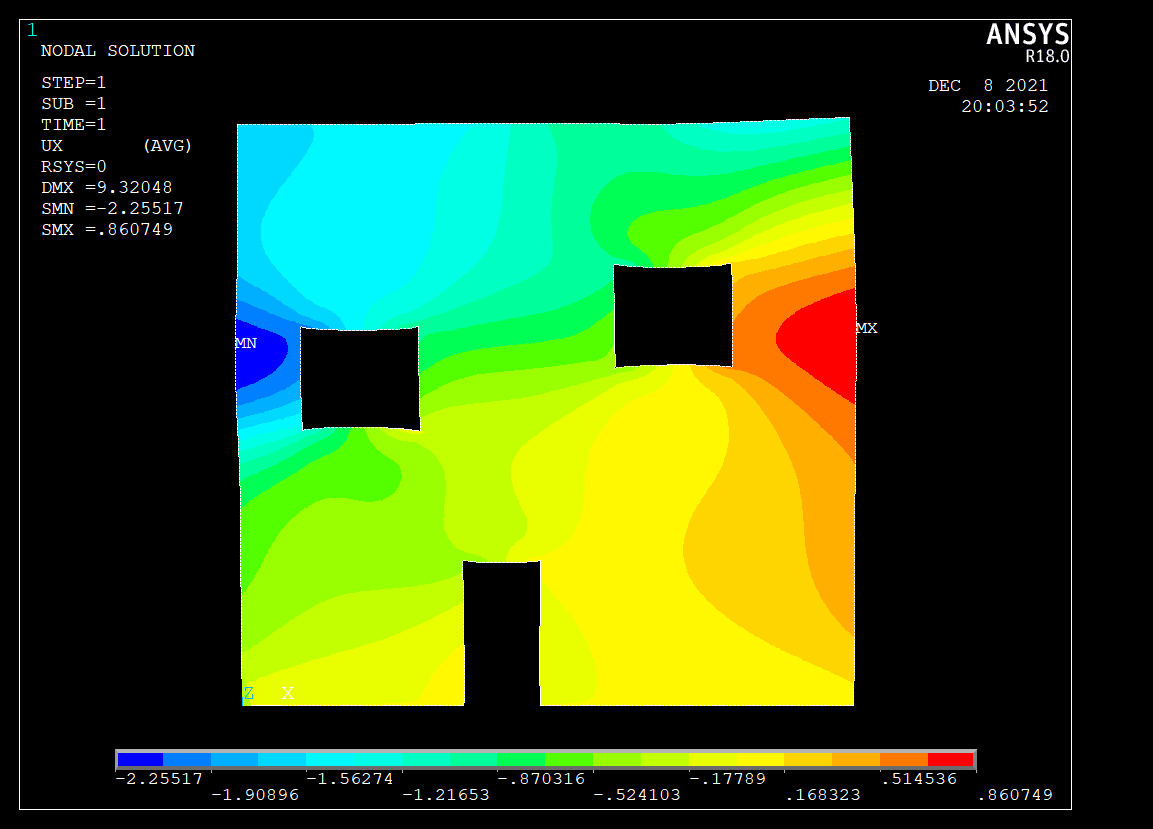 1
NODAL SOLUTION
STEP=1
SUB =1
TIME=1
UX (AVG)
RSYS=0
DMX =9.32048
SMN =-2.25517
SMX =.860749
ANSYS
R18.0
DEC 8 2021
20:03:52
MN
MX
Z X
-2.25517 -1.56274 -.870316 -.17789 .514536
-1.90896 -1.21653 -.524103 .168323 .860749